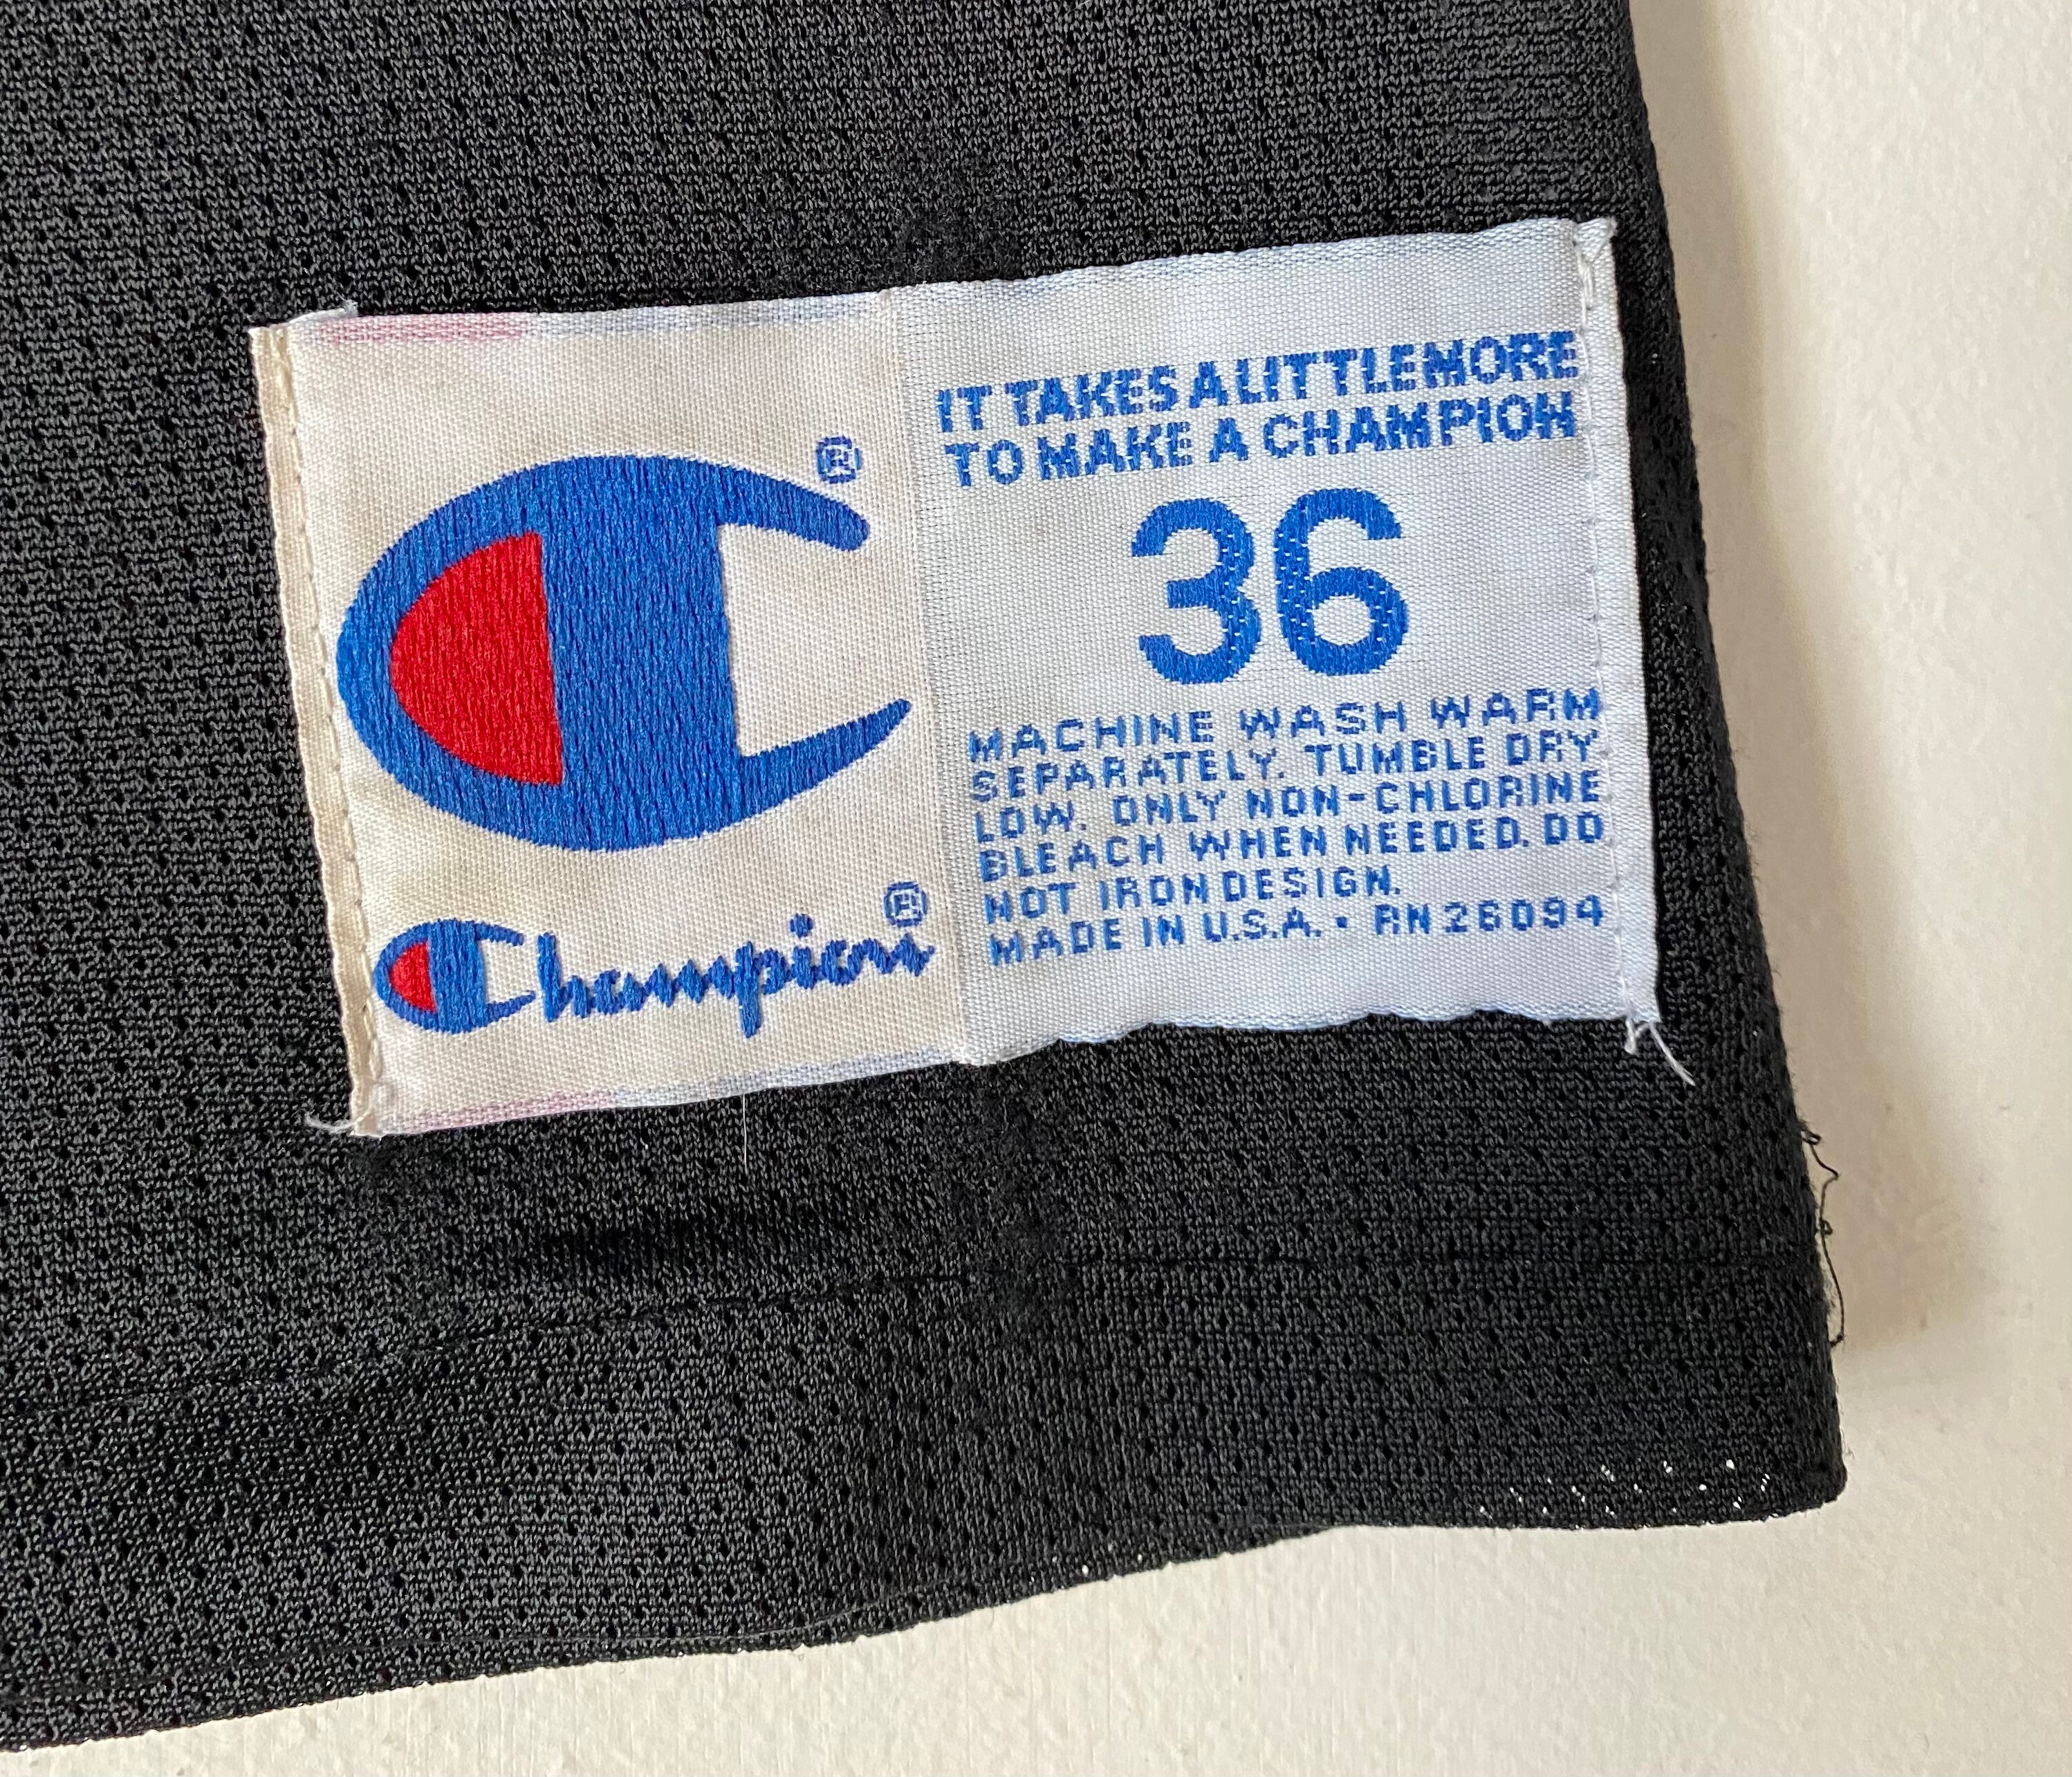 ®
Champion®
IT TAKES A LITTLE MORE
TO MAKE A CHAMPION
36
MACHINE WASH WARM
SEPARATELY. TUMBLE DRY
LOW. ONLY NON-CHLORINE
BLEACH WHEN NEEDED. DO
NOT IRON DESIGN.
MADE IN U.S.A. • RN 26094